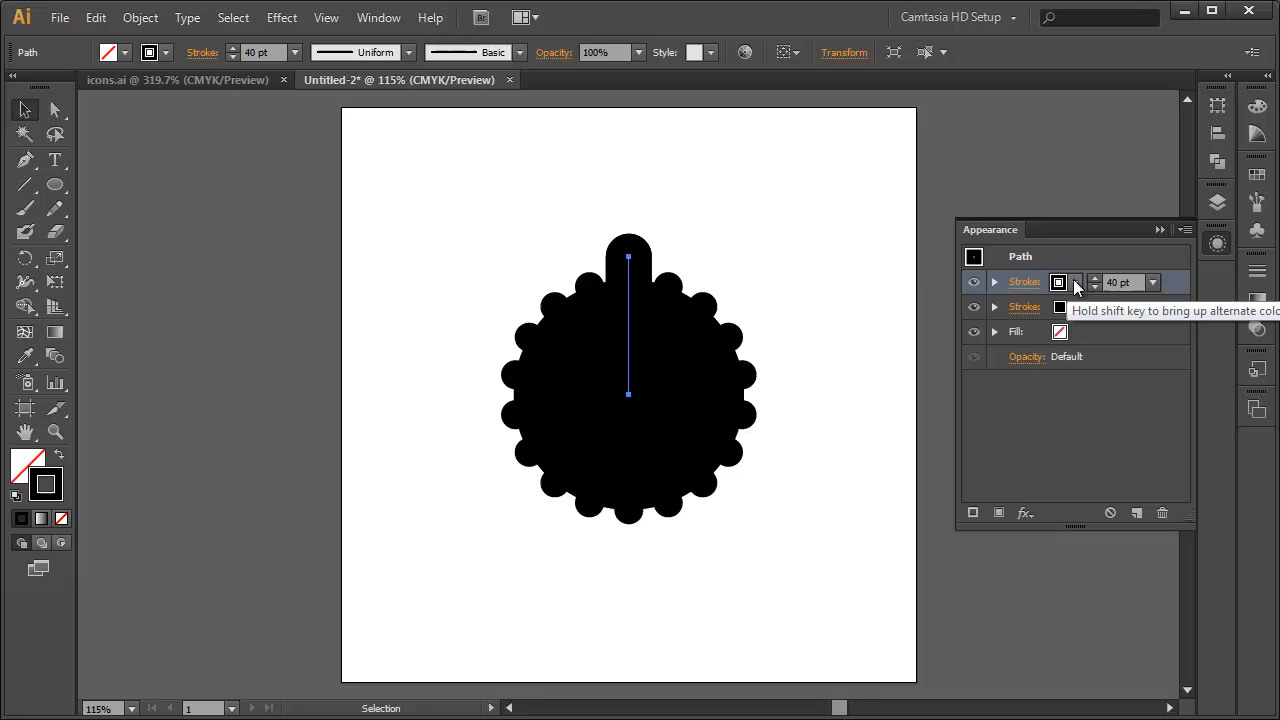 Ai File Edit Object Type Select Effect View Window Help Br Camtasia HD Setup
Path Stroke: 40 pt Uniform Basic Opacity: 100% Style: Transform
icons.ai @ 319.7% (CMYK/Preview) × Untitled-2* @ 115% (CMYK/Preview) ×
T
Appearance
Path
Stroke: 40 pt
Stroke:
Hold shift key to bring up alternate colo
Fill:
Opacity: Default
fx
115% 1 Selection